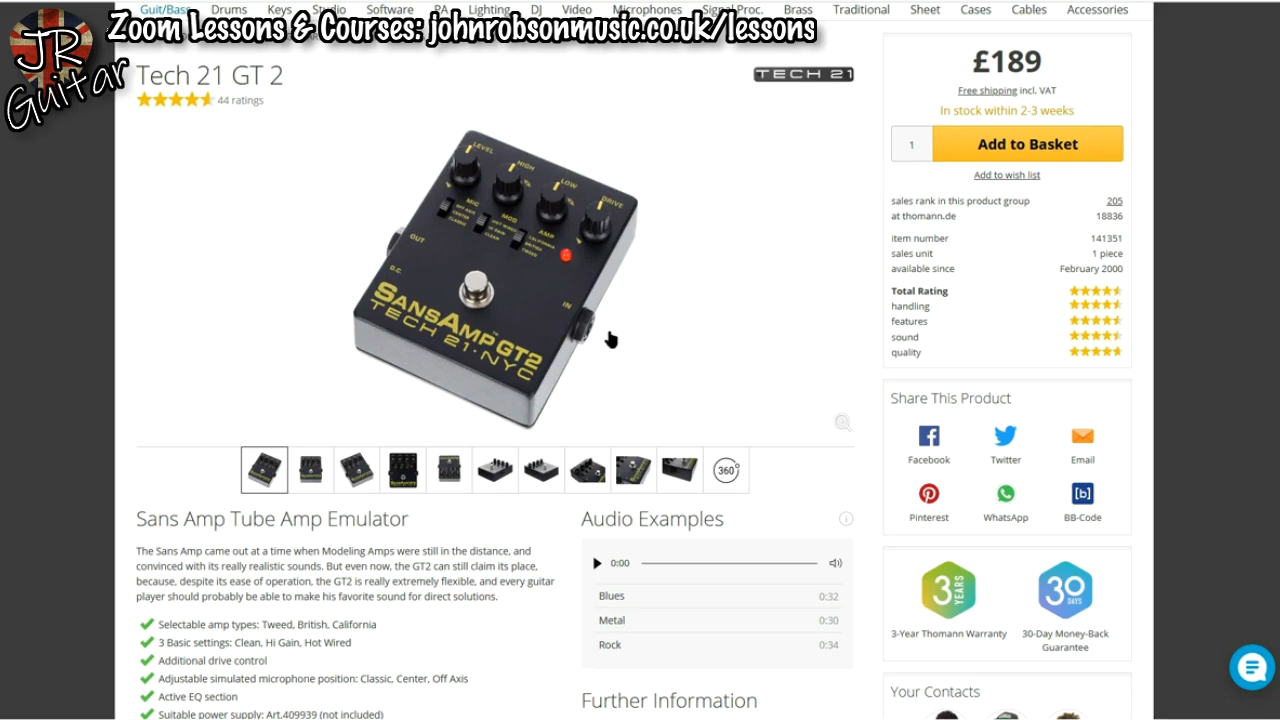 Guit/Bass Drums Keys Studio Software PA Lighting DJ Video Microphones Signal Proc. Brass Traditional Sheet Cases Cables Accessories
JR
Guitar
Zoom Lessons & Courses: johnrobsonmusic.co.uk/lessons
Tech 21 GT 2
44 ratings
TECH 21
LEVEL
HIGH
LOW
DRIVE
MIC
OFF AXIS
CENTER
CLASSIC
MOD
HOT WIRED
HI GAIN
CLEAN
AMP
CALIFORNIA
BRITISH
TWEED
OUT
D.C.
IN
SANSAMP GT2
TECH 21·NYC
360°
£189
Free shipping incl. VAT
In stock within 2-3 weeks
1 Add to Basket
Add to wish list
sales rank in this product group 205
at thomann.de 18836
item number 141351
sales unit 1 piece
available since February 2000
Total Rating
handling
features
sound
quality
Share This Product
Facebook Twitter Email
Pinterest WhatsApp BB-Code
[b]
3 YEARS
30 DAYS
3-Year Thomann Warranty
30-Day Money-Back
Guarantee
Your Contacts
Sans Amp Tube Amp Emulator
The Sans Amp came out at a time when Modeling Amps were still in the distance, and
convinced with its really realistic sounds. But even now, the GT2 can still claim its place,
because, despite its ease of operation, the GT2 is really extremely flexible, and every guitar
player should probably be able to make his favorite sound for direct solutions.
Selectable amp types: Tweed, British, California
3 Basic settings: Clean, Hi Gain, Hot Wired
Additional drive control
Adjustable simulated microphone position: Classic, Center, Off Axis
Active EQ section
Suitable power supply: Art.409939 (not included)
Audio Examples
0:00
Blues 0:32
Metal 0:30
Rock 0:34
Further Information